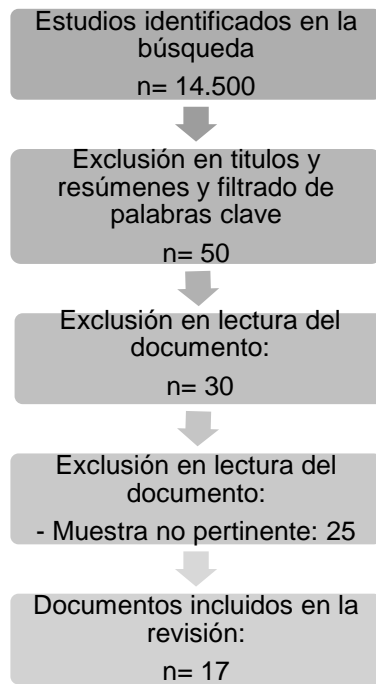 Estudios identificados en la
búsqueda
n= 14.500
Exclusión en titulos y
resúmenes y filtrado de
palabras clave
n= 50
Exclusión en lectura del
documento:
n= 30
Exclusión en lectura del
documento:
- Muestra no pertinente: 25
Documentos incluidos en la
revisión:
n= 17